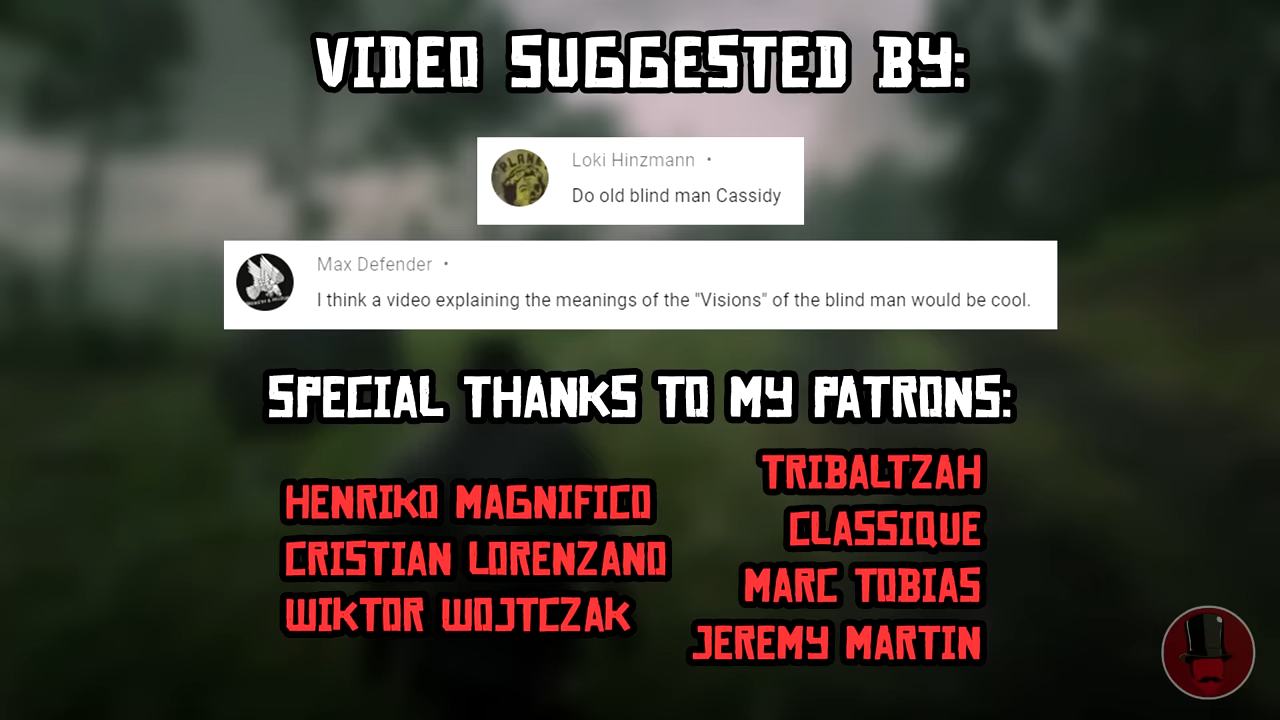 VIDEO SUGGESTED BY:
Loki Hinzmann •
Do old blind man Cassidy
Max Defender •
I think a video explaining the meanings of the "Visions" of the blind man would be cool.
SPECIAL THANKS TO MY PATRONS:
HENRIKO MAGNIFICO
CRISTIAN LORENZANO
WIKTOR WOJTCZAK
TRIBALTZAH
CLASSIQUE
MARC TOBIAS
JEREMY MARTIN